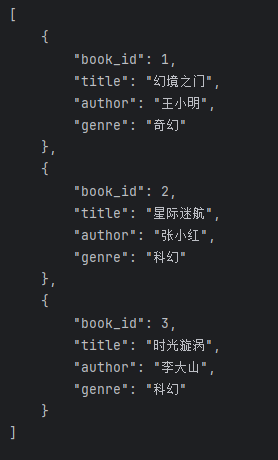 [
    {
        "book_id": 1,
        "title": "幻境之门",
        "author": "王小明",
        "genre": "奇幻"
    },
    {
        "book_id": 2,
        "title": "星际迷航",
        "author": "张小红",
        "genre": "科幻"
    },
    {
        "book_id": 3,
        "title": "时光漩涡",
        "author": "李大山",
        "genre": "科幻"
    }
]